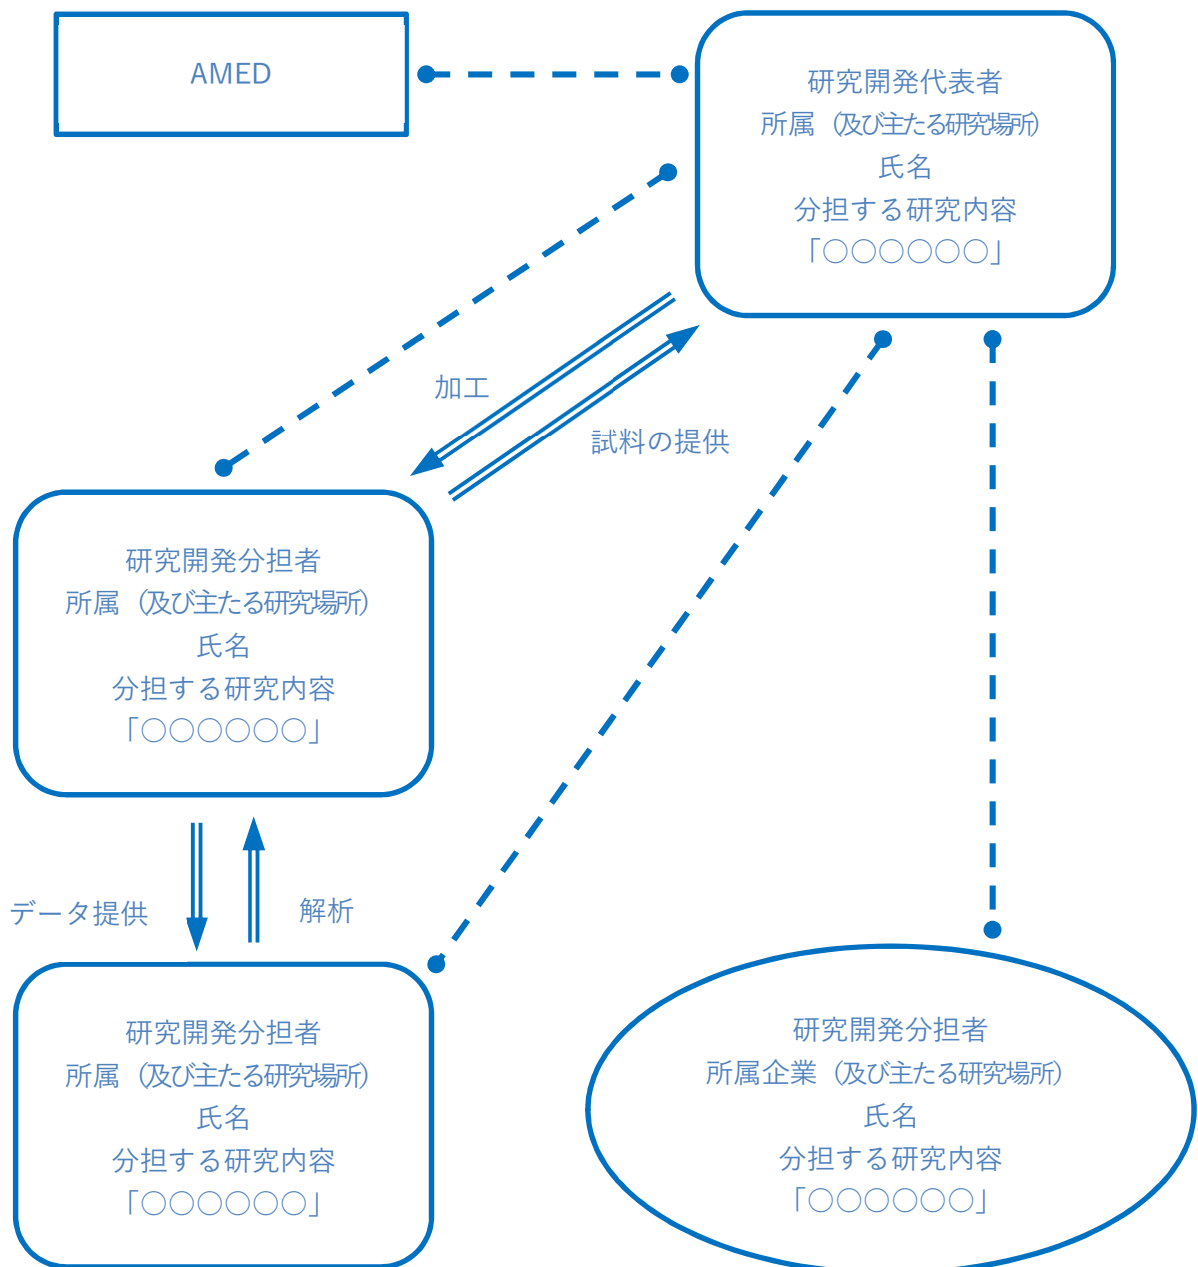 AMED
研究開発代表者
所属（及び主たる研究場所）
氏名
分担する研究内容
「○○○○○○」
加工
試料の提供
研究開発分担者
所属（及び主たる研究場所）
氏名
分担する研究内容
「○○○○○○」
データ提供
解析
研究開発分担者
所属（及び主たる研究場所）
氏名
分担する研究内容
「○○○○○○」
研究開発分担者
所属企業（及び主たる研究場所）
氏名
分担する研究内容
「○○○○○○」